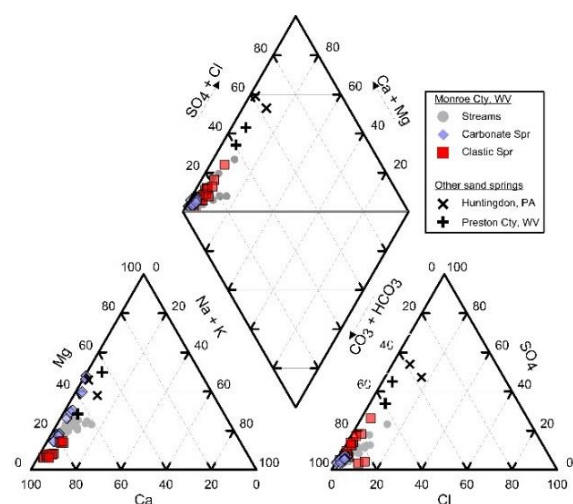 80
80
60
60
SO4 + Cl
Ca + Mg
40
40
20
20
Monroe Cty, WV
Streams
Carbonate Spr
Clastic Spr
Other sand springs
Huntingdon, PA
Preston Cty, WV
100
0
0
100
80
20
20
80
Na + K
CO3 + HCO3
60
40
40
60
Mg
SO4
40
60
60
40
20
80
80
20
0
100
100
0
100
80
60
40
20
0
0
20
40
60
80
100
Ca
Cl